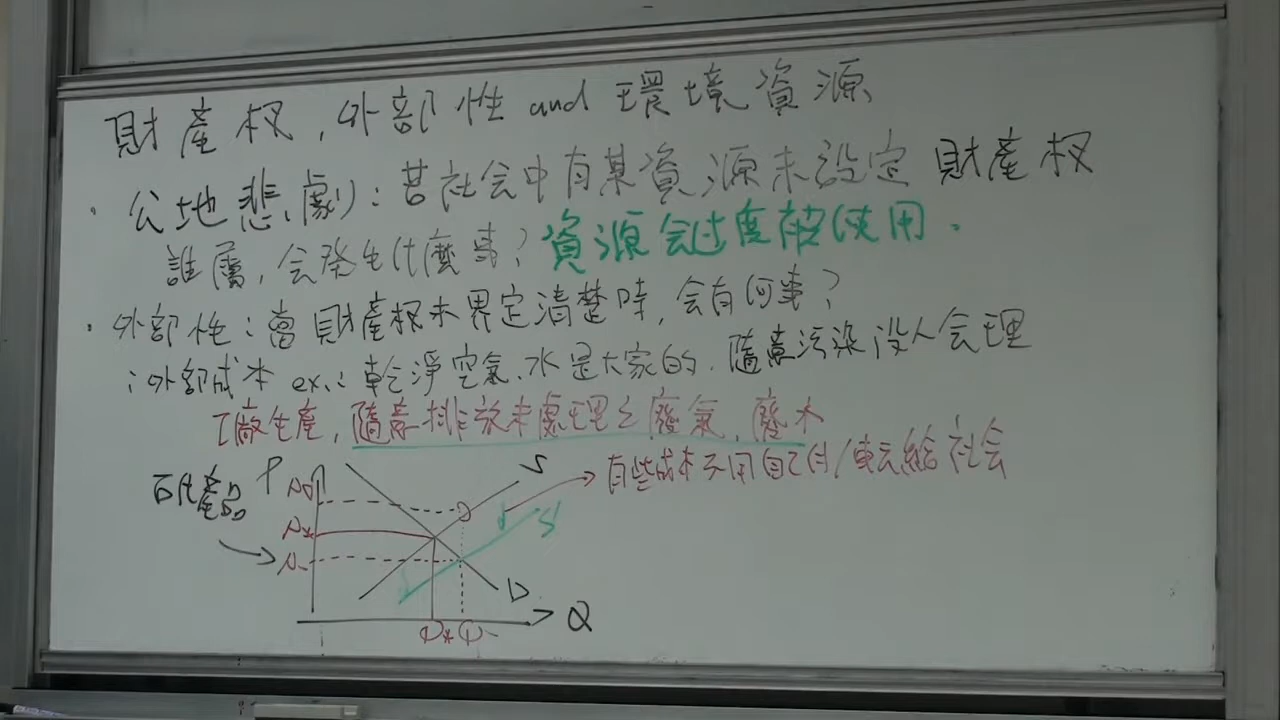 財產权,外部性 and 環境資源
· 公地悲劇:若社会中有某資源未設定財產权
誰屬,会發生什麼事?資源会过度被使用.
· 外部性:當財產权未界定清楚時,会有何事?
外部成本 ex.:乾淨空氣、水是大家的.隨意污染没人会理
工廠生產,隨意排放未處理之廢氣、廢水
有些成本不用自己付/轉給社会
P S
P*
S'
D
Q
Q* Q